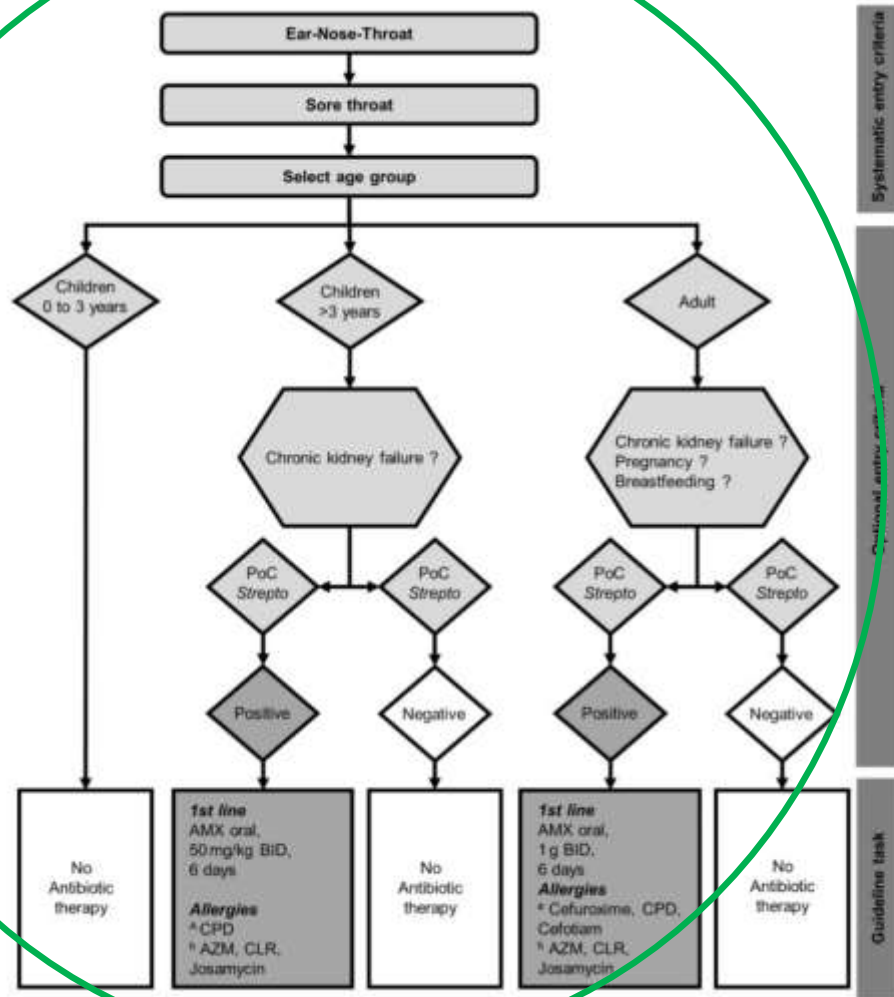 Ear-Nose-Throat
Sore throat
Select age group
Systematic entry criteria
Children
0 to 3 years
Children
>3 years
Adult
Chronic kidney failure ?
Chronic kidney failure ?
Pregnancy ?
Breastfeeding ?
Optional entry criteria
PoC
Strepto
PoC
Strepto
PoC
Strepto
PoC
Strepto
Positive
Negative
Positive
Negative
No
Antibiotic
therapy
1st line
AMX oral,
50 mg/kg BID,
6 days
Allergies
CPD
AZM, CLR,
Josamycin
No
Antibiotic
therapy
1st line
AMX oral,
1 g BID,
6 days
Allergies
Cefuroxime, CPD,
Cefotiam
AZM, CLR,
Josamycin
No
Antibiotic
therapy
Guideline task